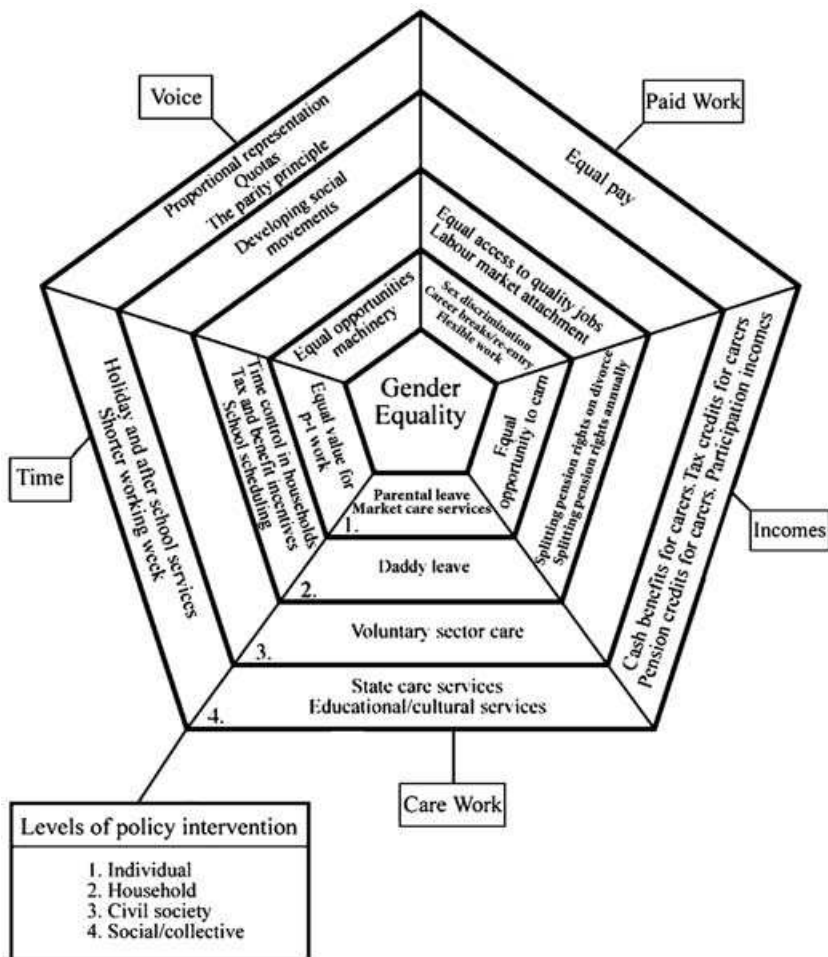 Voice
Paid Work
Proportional representation
Quotas
The parity principle
Developing social
movements
Equal opportunities
machinery
Equal pay
Equal access to quality jobs
Labour market attachment
Sex discrimination
Career breaks/re-entry
Flexible work
Gender
Equality
Time
Holiday and after school services
Shorter working week
Time control in households
Tax and benefit incentives
School scheduling
Equal value for
p-t work
Equal
opportunity to earn
Splitting pension rights on divorce
Splitting pension rights annually
Cash benefits for carers. Tax credits for carers
Pension credits for carers. Participation incomes
Incomes
Parental leave
Market care services
1.
Daddy leave
2.
Voluntary sector care
3.
State care services
Educational/cultural services
4.
Care Work
Levels of policy intervention
1. Individual
2. Household
3. Civil society
4. Social/collective